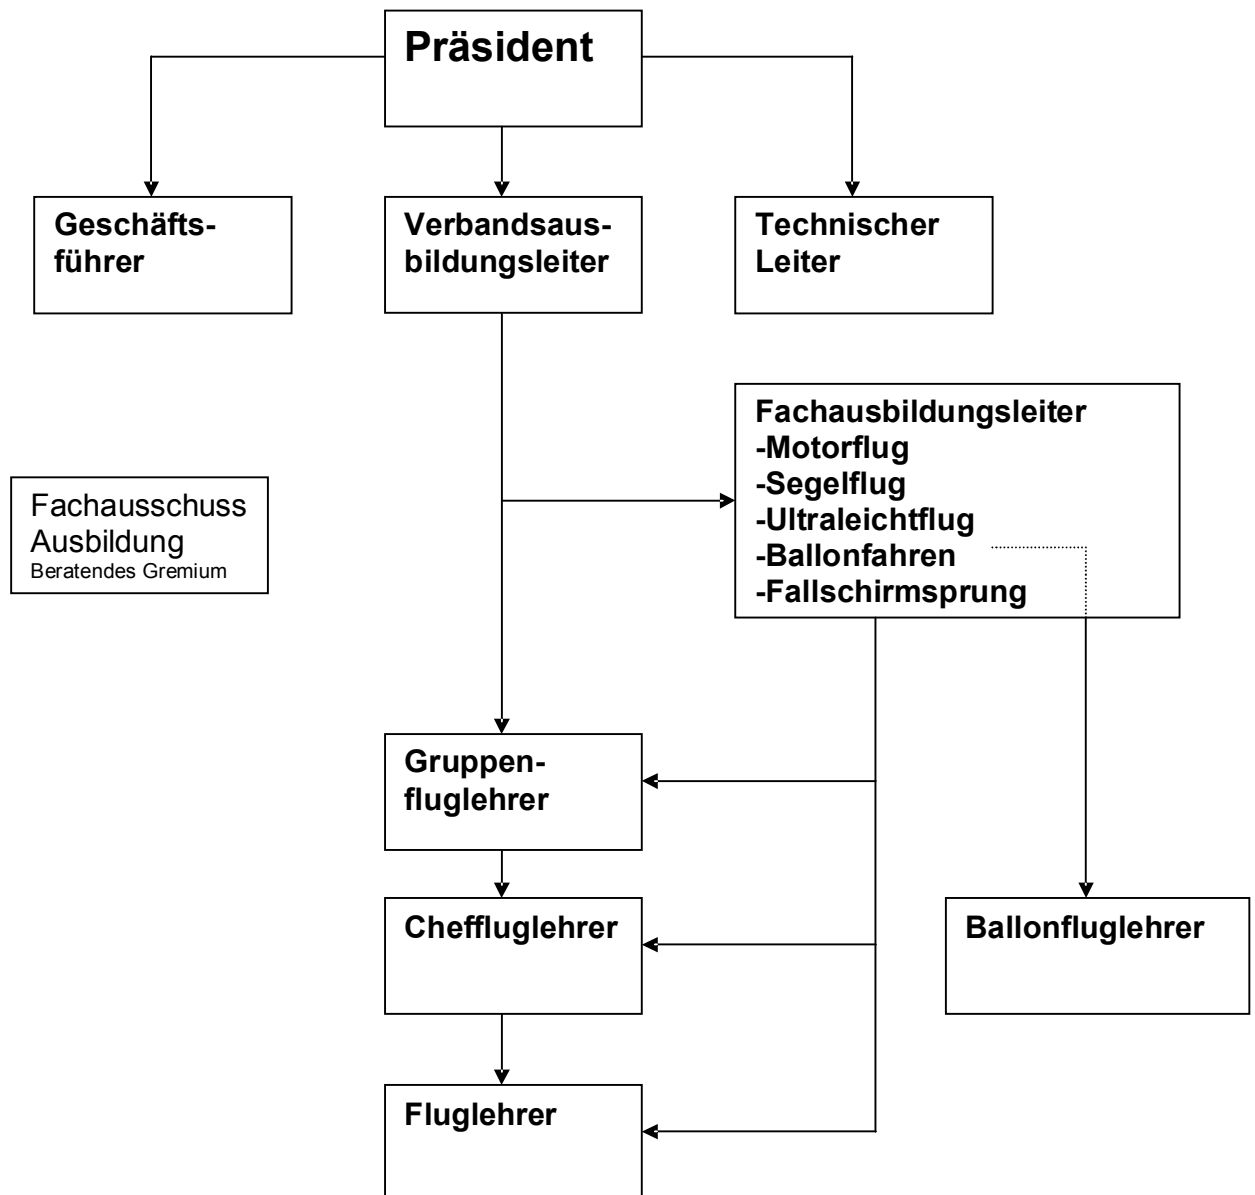 Präsident
Geschäfts-
führer
Verbandsaus-
bildungsleiter
Technischer
Leiter
Fachausbildungsleiter
-Motorflug
-Segelflug
-Ultraleichtflug
-Ballonfahren
-Fallschirmsprung
Fachausschuss
Ausbildung
Beratendes Gremium
Gruppen-
fluglehrer
Cheffluglehrer
Ballonfluglehrer
Fluglehrer